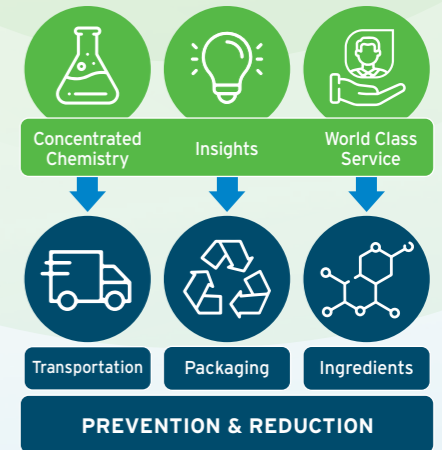 Concentrated
Chemistry
Insights
World Class
Service
Transportation
Packaging
Ingredients
PREVENTION & REDUCTION